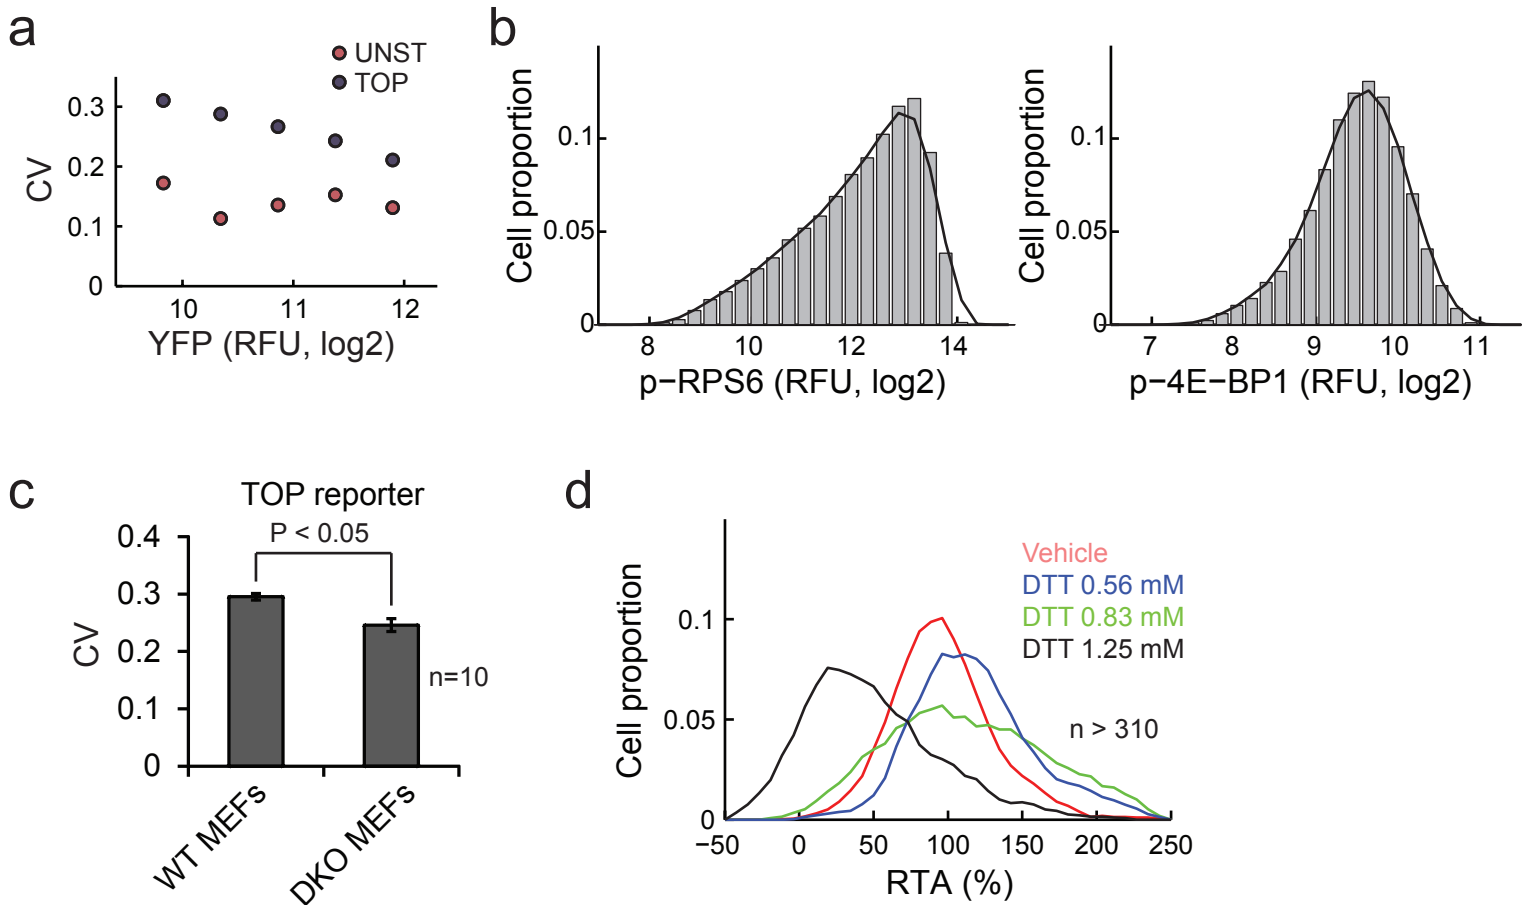 a
UNST
TOP
0.3
0.2
0.1
0
CV
10 11 12
YFP (RFU, log2)
b
Cell proportion
0.1
0.05
0
8 10 12 14
p−RPS6 (RFU, log2)
Cell proportion
0.1
0.05
0
7 8 9 10 11
p−4E−BP1 (RFU, log2)
c
TOP reporter
P < 0.05
0.4
0.3
0.2
0.1
0
CV
n=10
WT MEFs
DKO MEFs
d
Vehicle
DTT 0.56 mM
DTT 0.83 mM
DTT 1.25 mM
n > 310
Cell proportion
0.1
0.05
0
−50 0 50 100 150 200 250
RTA (%)